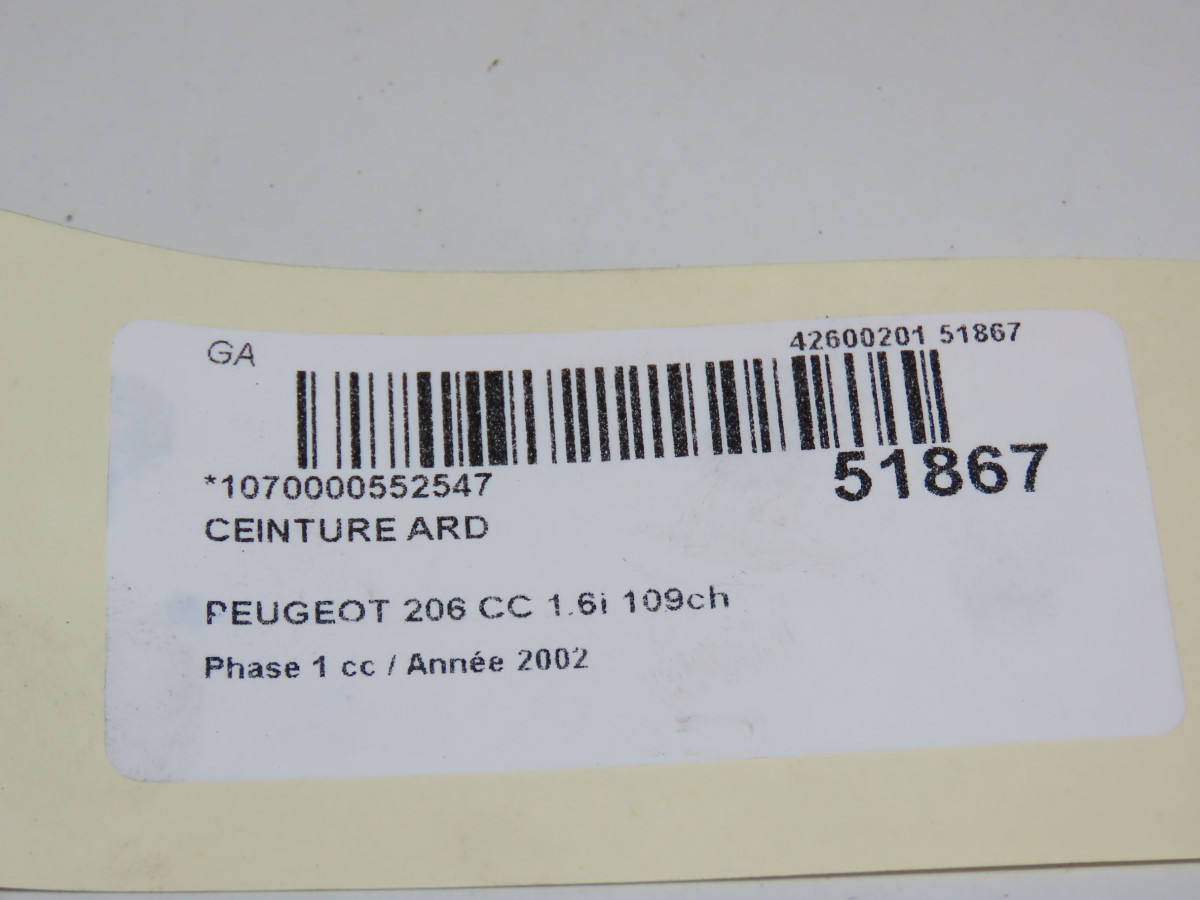 GA
42600201 51867
*1070000552547
51867
CEINTURE ARD
PEUGEOT 206 CC 1.6i 109ch
Phase 1 cc / Année 2002